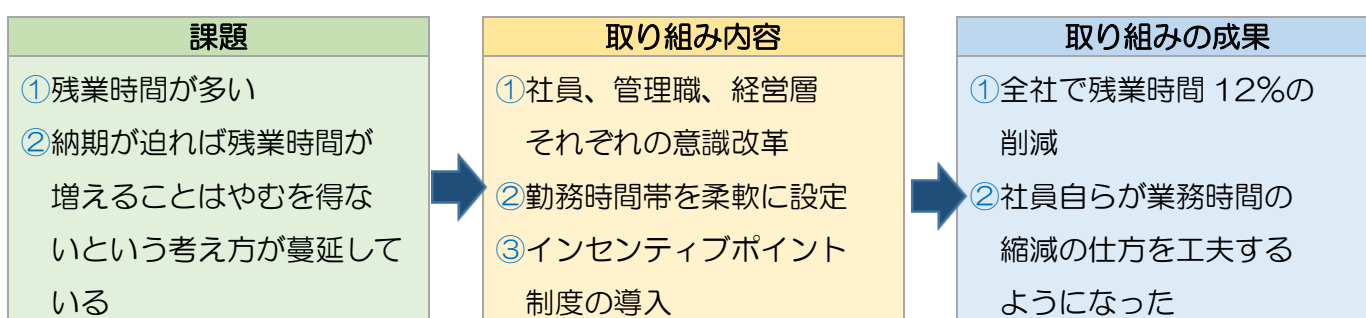 課題
①残業時間が多い
②納期が迫れば残業時間が
増えることはやむを得な
いという考え方が蔓延して
いる
取り組み内容
①社員、管理職、経営層
それぞれの意識改革
②勤務時間帯を柔軟に設定
③インセンティブポイント
制度の導入
取り組みの成果
①全社で残業時間 12%の
削減
②社員自らが業務時間の
縮減の仕方を工夫する
ようになった